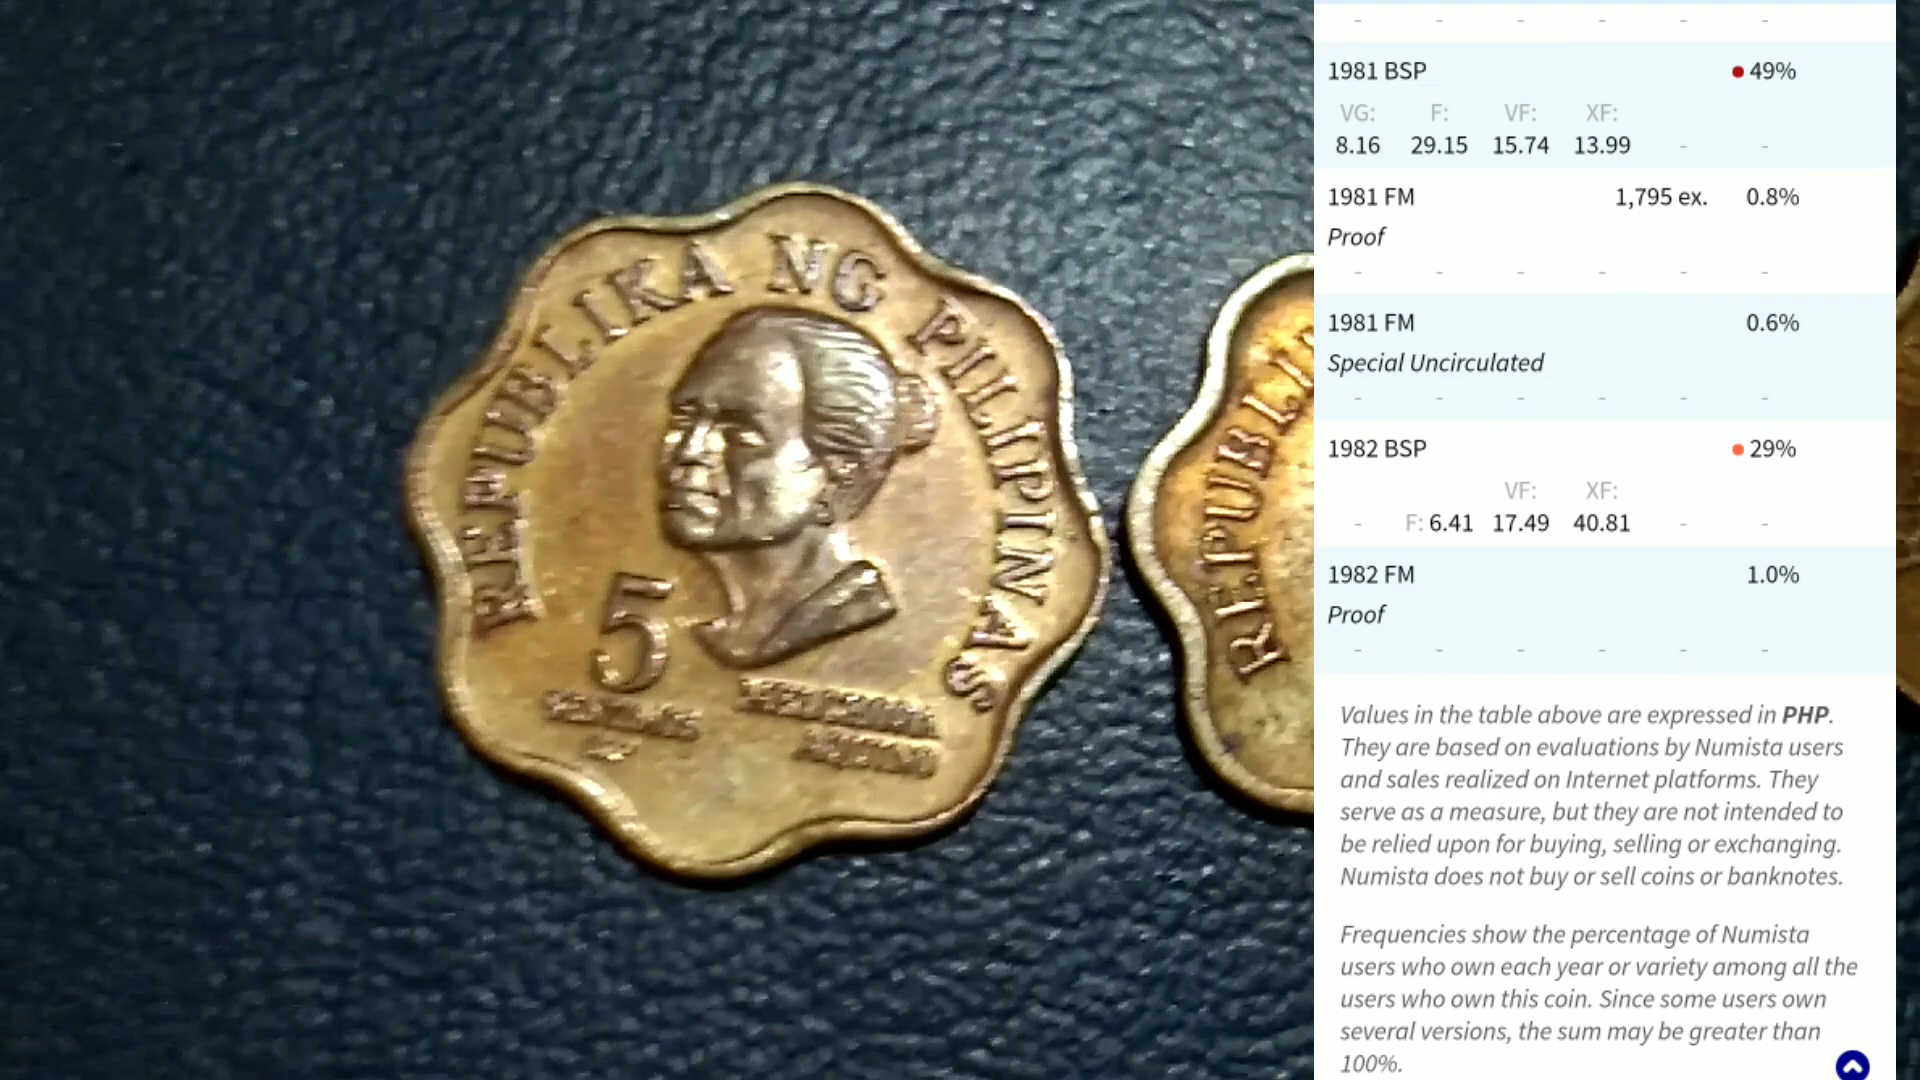 REPUBLIKA NG PILIPINAS
5
MELCHORA
AQUINO
REPUBLI
- - - - - -
1981 BSP 49%
VG: F: VF: XF:
8.16 29.15 15.74 13.99 - -
1981 FM 1,795 ex. 0.8%
Proof
- - - - - -
1981 FM 0.6%
Special Uncirculated
- - - - - -
1982 BSP 29%
VF: XF:
- F: 6.41 17.49 40.81 - -
1982 FM 1.0%
Proof
- - - - - -
Values in the table above are expressed in PHP.
They are based on evaluations by Numista users
and sales realized on Internet platforms. They
serve as a measure, but they are not intended to
be relied upon for buying, selling or exchanging.
Numista does not buy or sell coins or banknotes.
Frequencies show the percentage of Numista
users who own each year or variety among all the
users who own this coin. Since some users own
several versions, the sum may be greater than
100%.